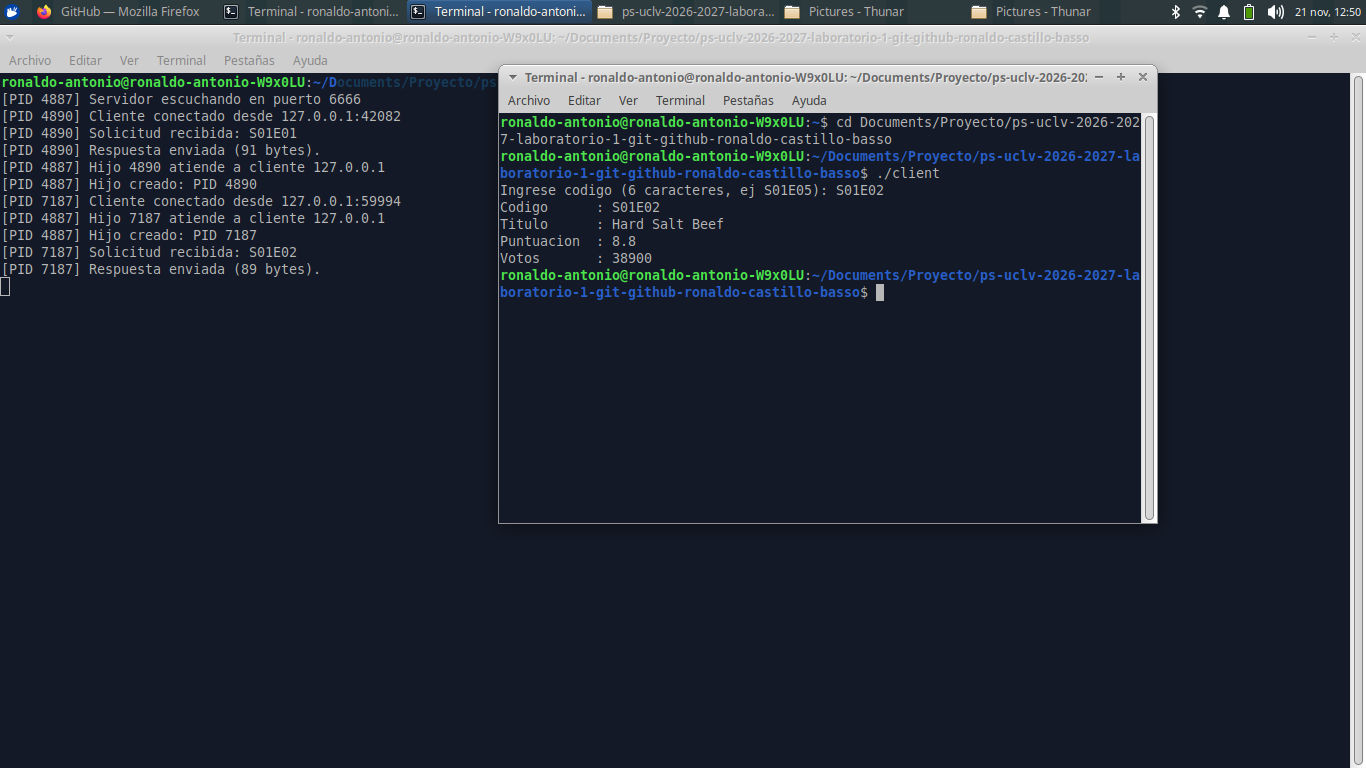 GitHub — Mozilla Firefox
Terminal - ronaldo-antoni...
Terminal - ronaldo-antoni...
ps-uclv-2026-2027-labora...
Pictures - Thunar
Pictures - Thunar
21 nov, 12:50
Terminal - ronaldo-antonio@ronaldo-antonio-W9x0LU: ~/Documents/Proyecto/ps-uclv-2026-2027-laboratorio-1-git-github-ronaldo-castillo-basso
Archivo Editar Ver Terminal Pestañas Ayuda
ronaldo-antonio@ronaldo-antonio-W9x0LU:~/Documents/Proyecto/ps
[PID 4887] Servidor escuchando en puerto 6666
[PID 4890] Cliente conectado desde 127.0.0.1:42082
[PID 4890] Solicitud recibida: S01E01
[PID 4890] Respuesta enviada (91 bytes).
[PID 4887] Hijo 4890 atiende a cliente 127.0.0.1
[PID 4887] Hijo creado: PID 4890
[PID 7187] Cliente conectado desde 127.0.0.1:59994
[PID 4887] Hijo 7187 atiende a cliente 127.0.0.1
[PID 4887] Hijo creado: PID 7187
[PID 7187] Solicitud recibida: S01E02
[PID 7187] Respuesta enviada (89 bytes).
Terminal - ronaldo-antonio@ronaldo-antonio-W9x0LU: ~/Documents/Proyecto/ps-uclv-2026-202
Archivo Editar Ver Terminal Pestañas Ayuda
ronaldo-antonio@ronaldo-antonio-W9x0LU:~$ cd Documents/Proyecto/ps-uclv-2026-202
7-laboratorio-1-git-github-ronaldo-castillo-basso
ronaldo-antonio@ronaldo-antonio-W9x0LU:~/Documents/Proyecto/ps-uclv-2026-2027-la
boratorio-1-git-github-ronaldo-castillo-basso$ ./client
Ingrese codigo (6 caracteres, ej S01E05): S01E02
Codigo : S01E02
Titulo : Hard Salt Beef
Puntuacion : 8.8
Votos : 38900
ronaldo-antonio@ronaldo-antonio-W9x0LU:~/Documents/Proyecto/ps-uclv-2026-2027-la
boratorio-1-git-github-ronaldo-castillo-basso$